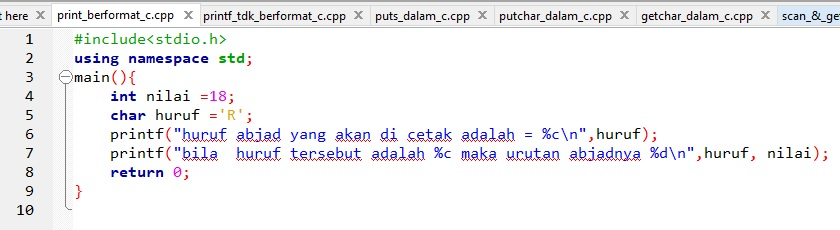 t here print_berformat_c.cpp printf_tdk_berformat_c.cpp puts_dalam_c.cpp putchar_dalam_c.cpp getchar_dalam_c.cpp scan_&_ge
1 #include<stdio.h>
2 using namespace std;
3 main(){
4 int nilai =18;
5 char huruf ='R';
6 printf("huruf abjad yang akan di cetak adalah = %c\n",huruf);
7 printf("bila  huruf tersebut adalah %c maka urutan abjadnya %d\n",huruf, nilai);
8 return 0;
9 }
10